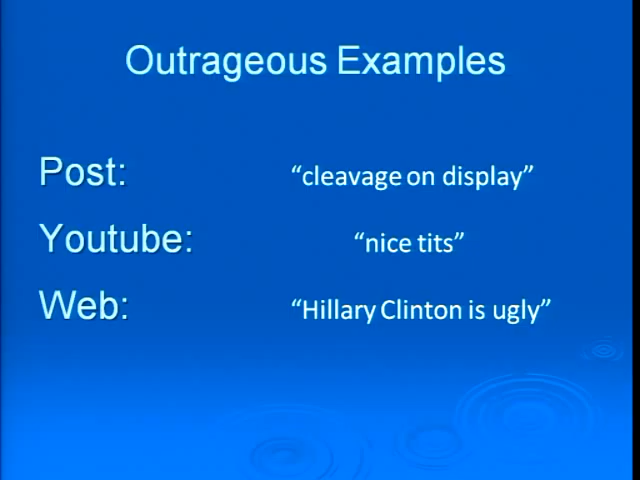 Outrageous Examples
Post: “cleavage on display”
Youtube: “nice tits”
Web: “Hillary Clinton is ugly”